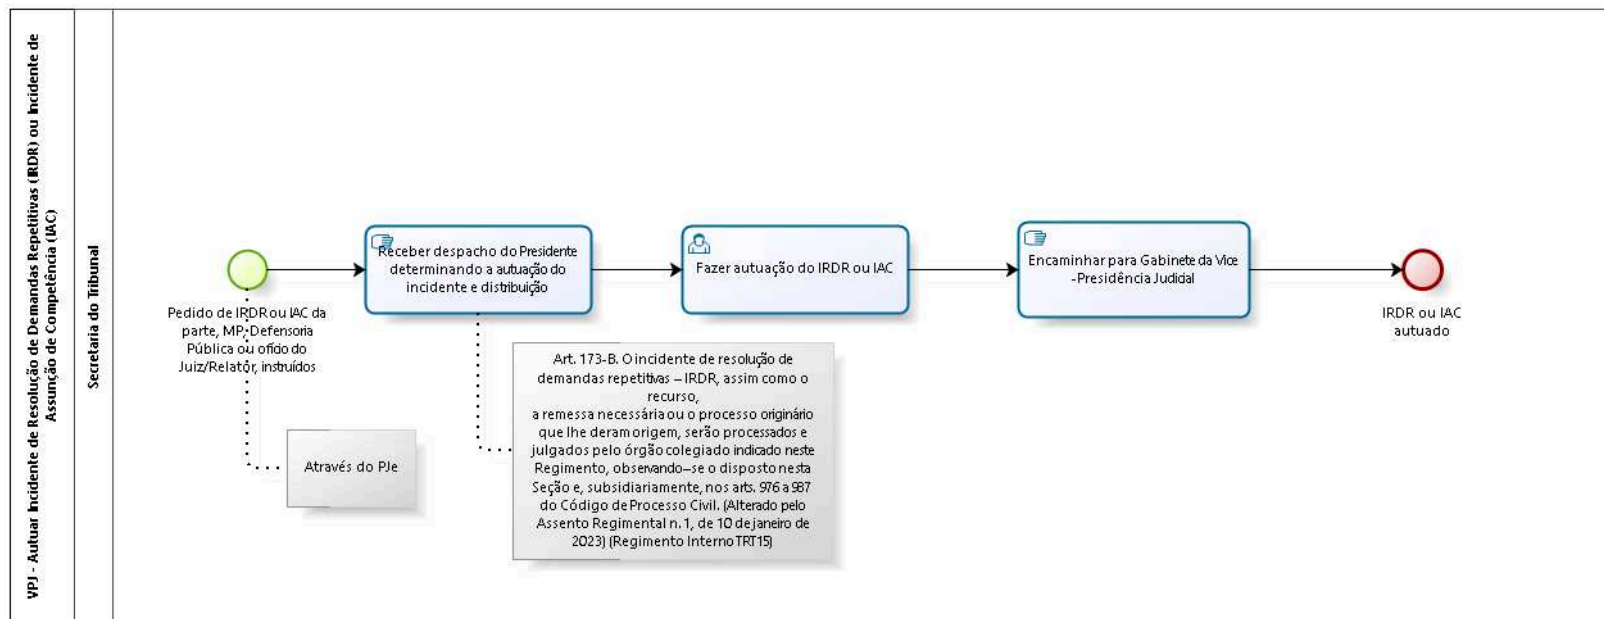 VPJ - Autuar Incidente de Resolução de Demandas Repetitivas (IRDR) ou Incidente de
Assunção de Competência (IAC)
Secretaria do Tribunal
Pedido de IRDR ou IAC da
parte, MP, Defensoria
Pública ou ofício do
Juiz/Relator, instruídos
Através do PJe
Receber despacho do Presidente
determinando a autuação do
incidente e distribuição
Art. 173-B. O incidente de resolução de
demandas repetitivas – IRDR, assim como o
recurso,
a remessa necessária ou o processo originário
que lhe deram origem, serão processados e
julgados pelo órgão colegiado indicado neste
Regimento, observando–se o disposto nesta
Seção e, subsidiariamente, nos arts. 976 a 987
do Código de Processo Civil. (Alterado pelo
Assento Regimental n. 1, de 10 de janeiro de
2023) (Regimento Interno TRT15)
Fazer autuação do IRDR ou IAC
Encaminhar para Gabinete da Vice
-Presidência Judicial
IRDR ou IAC
autuado